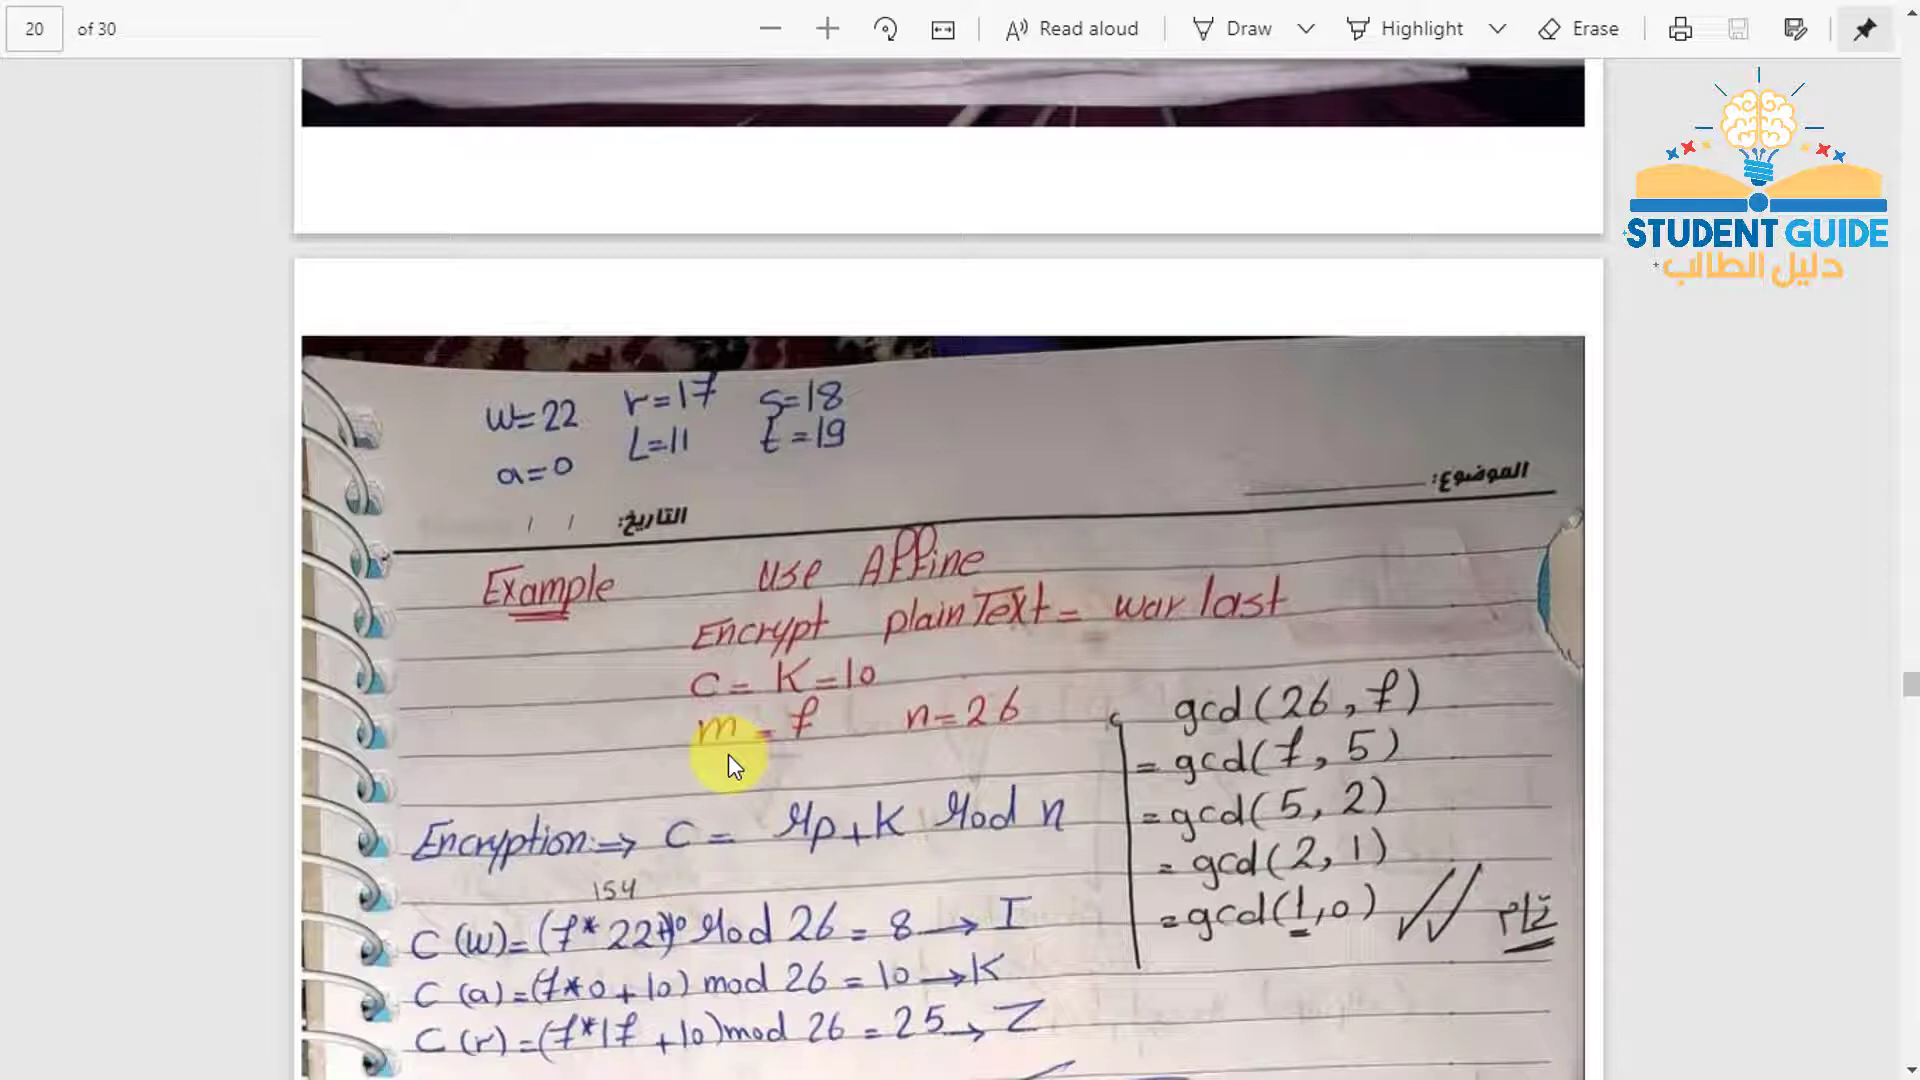 20 of 30 Read aloud Draw Highlight Erase
STUDENT GUIDE
دليل الطالب
w=22 r=17 s=18
a=0 L=11 t=19
الموضوع:
التاريخ: / /
Example Use Affine
Encrypt plainText = war last
C = K=10
m = 7 n=26
Encryption:⇒ C = Mp+K Mod n
154
C(w)=(7*22+10 Mod 26 = 8 → I
C(a)=(7*0+10) mod 26 = 10 → K
C(r)=(7*17+10)mod 26 = 25 → Z
gcd(26,7)
= gcd(7,5)
= gcd(5,2)
= gcd(2,1)
= gcd(1,0)
تمام